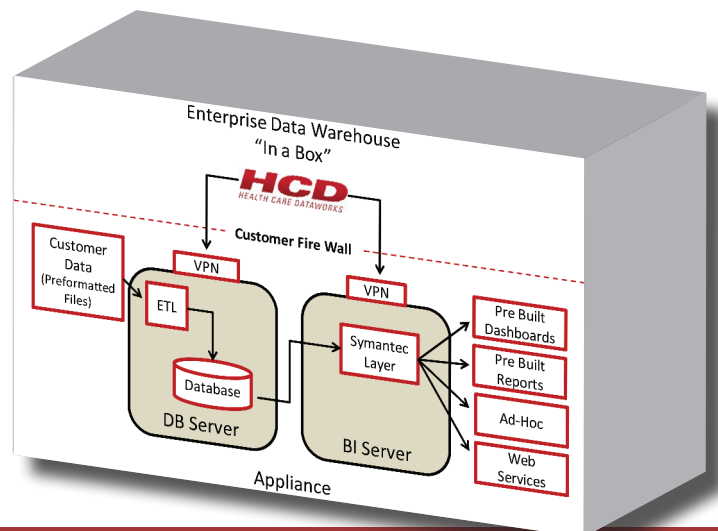 Enterprise Data Warehouse
“In a Box”
HCD
HEALTH CARE DATAWORKS
Customer Fire Wall
Customer
Data
(Preformatted
Files)
VPN
ETL
Database
DB Server
VPN
Symantec
Layer
BI Server
Pre Built
Dashboards
Pre Built
Reports
Ad-Hoc
Web
Services
Appliance